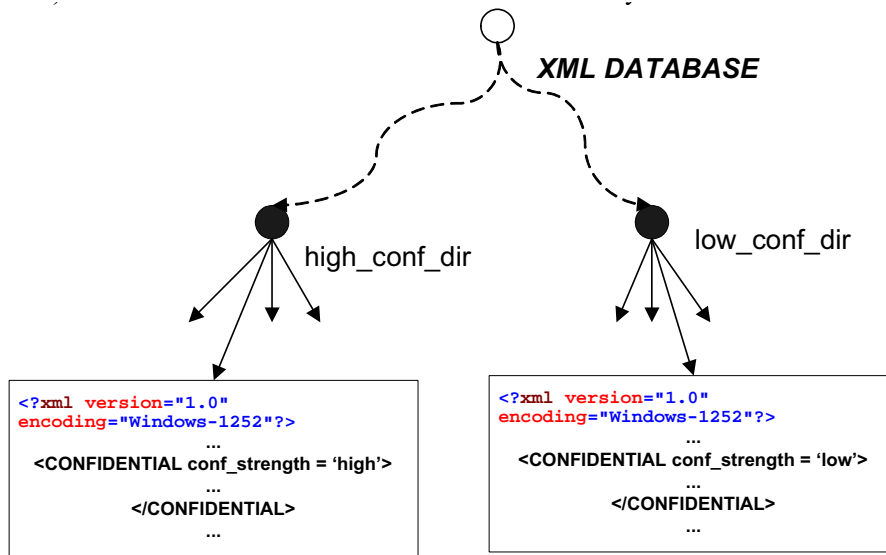 XML DATABASE
high_conf_dir
low_conf_dir
<?xml version="1.0"
encoding="Windows-1252"?>
...
<CONFIDENTIAL conf_strength = ‘high’>
...
</CONFIDENTIAL>
...
<?xml version="1.0"
encoding="Windows-1252"?>
...
<CONFIDENTIAL conf_strength = ‘low’>
...
</CONFIDENTIAL>
...